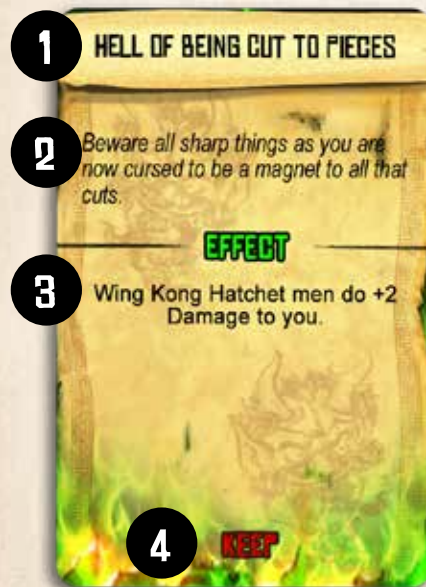 1
HELL OF BEING CUT TO PIECES
2
Beware all sharp things as you are
now cursed to be a magnet to all that
cuts.
EFFECT
3
Wing Kong Hatchet men do +2
Damage to you.
4
KEEP